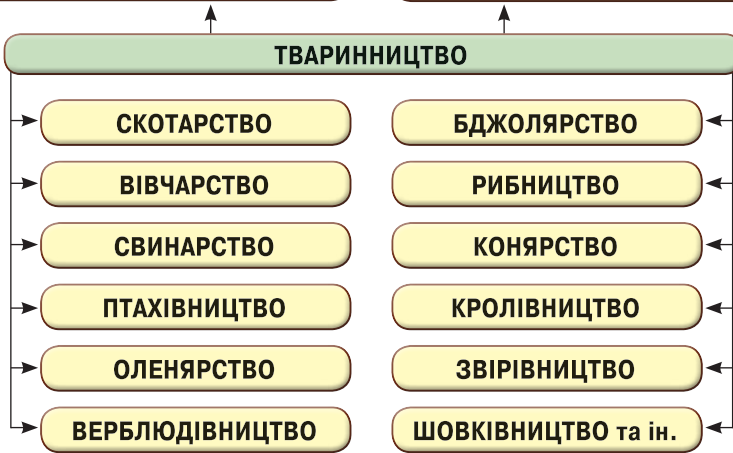 ТВАРИННИЦТВО
СКОТАРСТВО
ВІВЧАРСТВО
СВИНАРСТВО
ПТАХІВНИЦТВО
ОЛЕНЯРСТВО
ВЕРБЛЮДІВНИЦТВО
БДЖОЛЯРСТВО
РИБНИЦТВО
КОНЯРСТВО
КРОЛІВНИЦТВО
ЗВІРІВНИЦТВО
ШОВКІВНИЦТВО та ін.